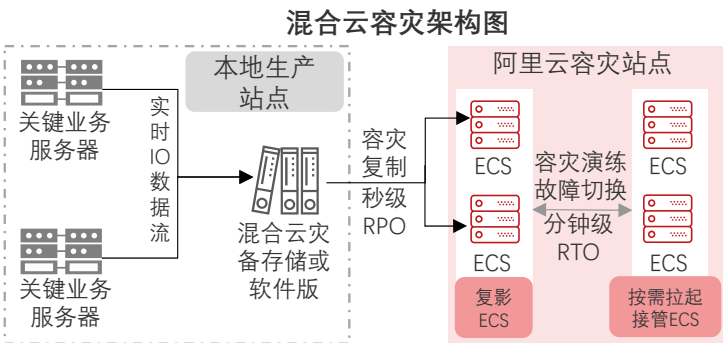 混合云容灾架构图
本地生产
站点
关键业务
服务器
实时IO数据流
混合云灾
备存储或
软件版
关键业务
服务器
容灾
复制
秒级
RPO
阿里云容灾站点
ECS
ECS
复影
ECS
容灾演练
故障切换
分钟级
RTO
ECS
ECS
按需拉起
接管ECS